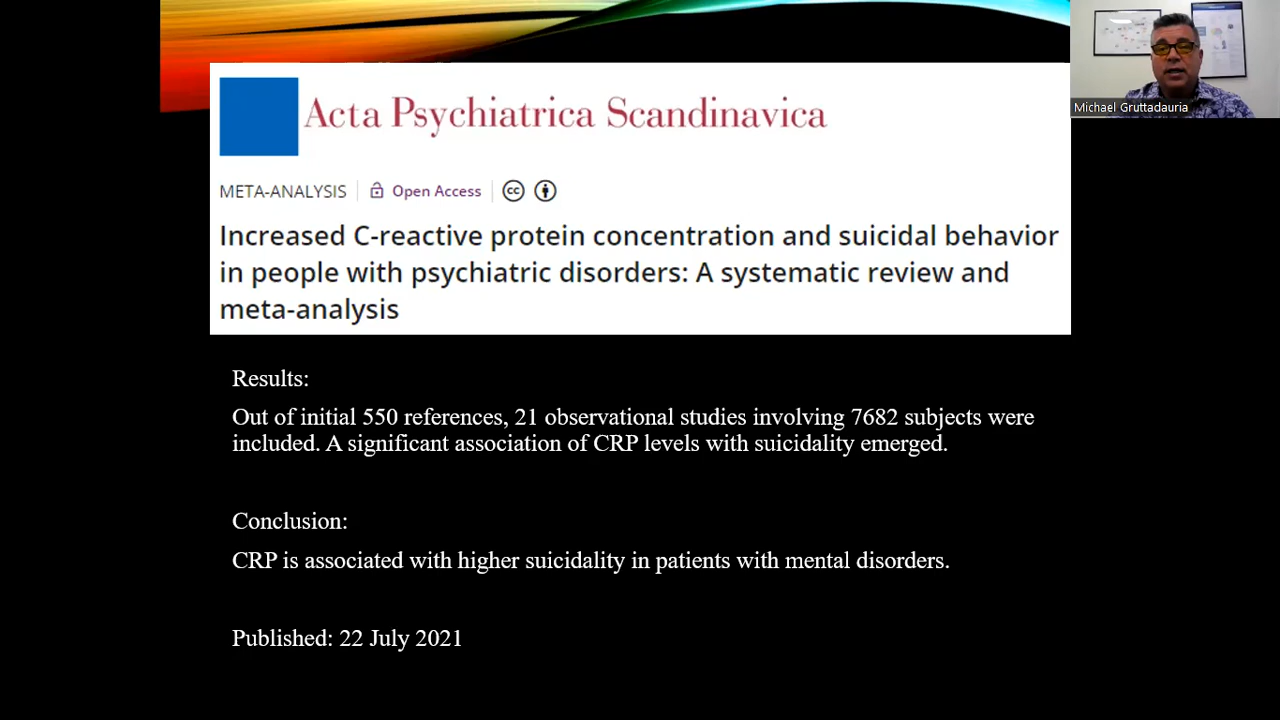 Acta Psychiatrica Scandinavica
META-ANALYSIS
Open Access
cc
Increased C-reactive protein concentration and suicidal behavior
in people with psychiatric disorders: A systematic review and
meta-analysis
Michael Gruttadauria
Results:
Out of initial 550 references, 21 observational studies involving 7682 subjects were
included. A significant association of CRP levels with suicidality emerged.
Conclusion:
CRP is associated with higher suicidality in patients with mental disorders.
Published: 22 July 2021